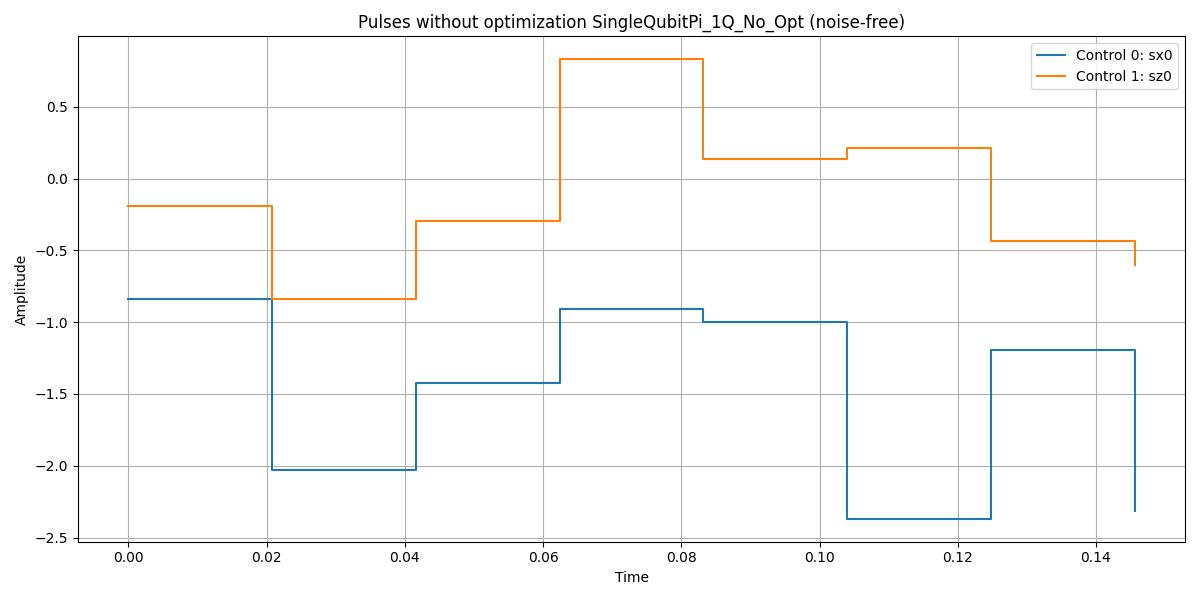 Pulses without optimization SingleQubitPi_1Q_No_Opt (noise-free)
Control 0: sx0
Control 1: sz0
Amplitude
0.5
0.0
−0.5
−1.0
−1.5
−2.0
−2.5
0.00 0.02 0.04 0.06 0.08 0.10 0.12 0.14
Time